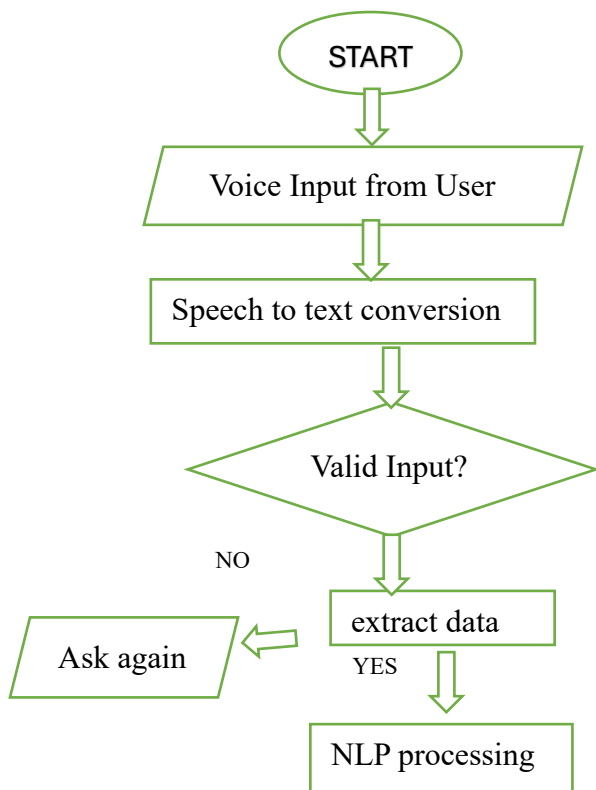 START
Voice Input from User
Speech to text conversion
Valid Input?
NO
extract data
Ask again
YES
NLP processing